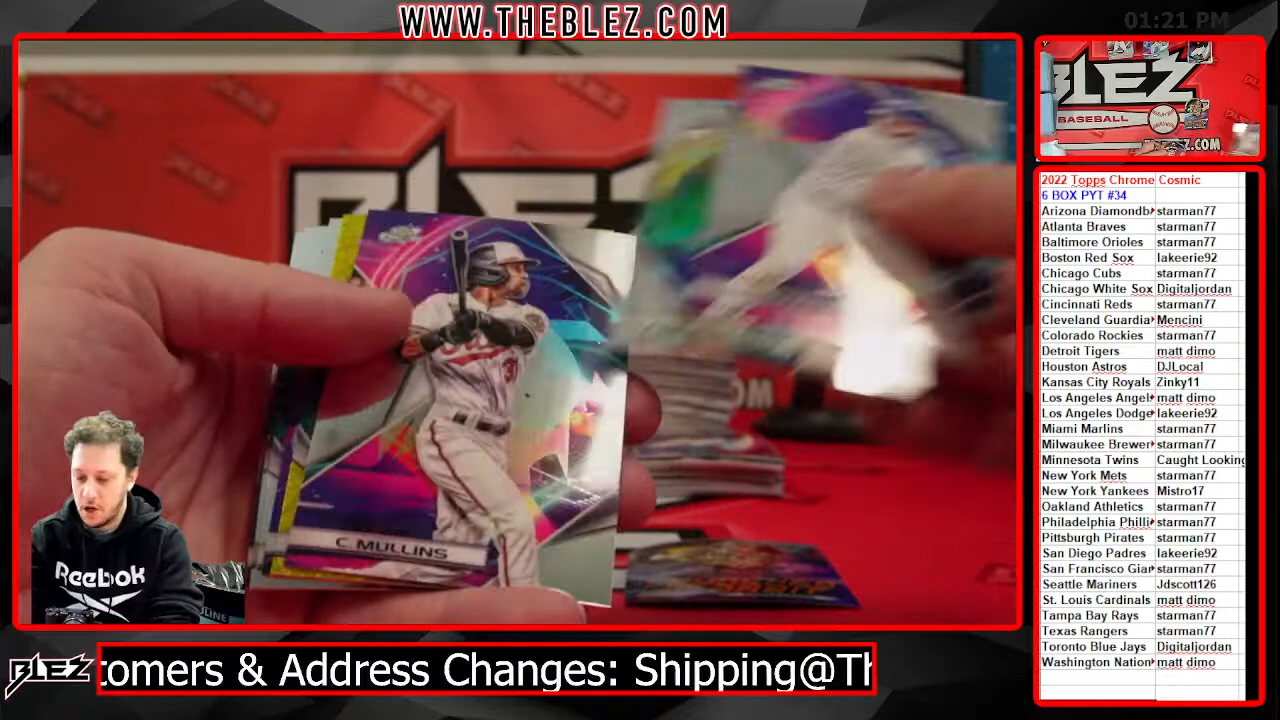 WWW.THEBLEZ.COM
01:21 PM
BLEZ
BASEBALL
C. MULLINS
Reebok
2022 Topps Chrome Cosmic
6 BOX PYT #34
Arizona Diamondb starman77
Atlanta Braves starman77
Baltimore Orioles starman77
Boston Red Sox lakeerie92
Chicago Cubs starman77
Chicago White Sox Digitaljordan
Cincinnati Reds starman77
Cleveland Guardia Mencini
Colorado Rockies starman77
Detroit Tigers matt dimo
Houston Astros DJLocal
Kansas City Royals Zinky11
Los Angeles Angel matt dimo
Los Angeles Dodge lakeerie92
Miami Marlins starman77
Milwaukee Brewer starman77
Minnesota Twins Caught Looking
New York Mets starman77
New York Yankees Mistro17
Oakland Athletics starman77
Philadelphia Philli starman77
Pittsburgh Pirates starman77
San Diego Padres lakeerie92
San Francisco Gian starman77
Seattle Mariners Jdscott126
St. Louis Cardinals matt dimo
Tampa Bay Rays starman77
Texas Rangers starman77
Toronto Blue Jays Digitaljordan
Washington Nation matt dimo
BLEZ
tomers & Address Changes: Shipping@Th